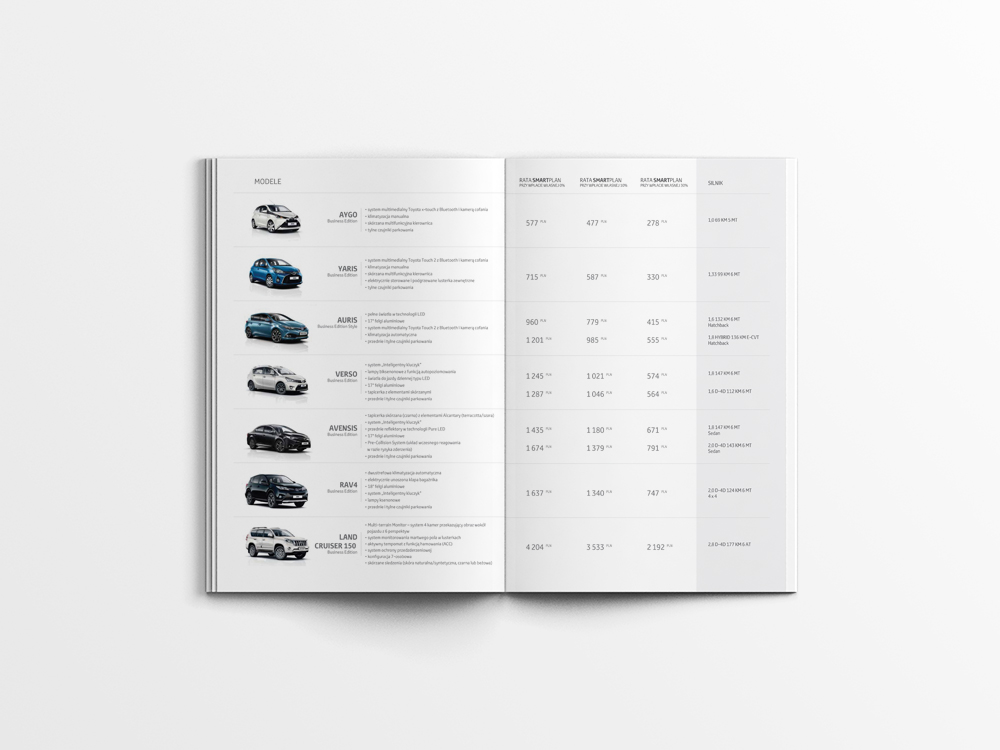 MODELE
RATA SMARTPLAN
PRZY WPŁACIE WŁASNEJ 0%
RATA SMARTPLAN
PRZY WPŁACIE WŁASNEJ 10%
RATA SMARTPLAN
PRZY WPŁACIE WŁASNEJ
SILNIK
AYGO
Business Edition
• system multimedialny Toyota x-touch z Bluetooth i kamerą cofania
• klimatyzacja manualna
• skórzana multifunkcyjna kierownica
• tylne czujniki parkowania
577 PLN
477 PLN
278 PLN
1,0 69 KM 5 MT
YARIS
Business Edition
• system multimedialny Toyota Touch 2 z Bluetooth i kamerą cofania
• klimatyzacja manualna
• skórzana multifunkcyjna kierownica
• elektrycznie sterowane i podgrzewane lusterka zewnętrzne
• tylne czujniki parkowania
715 PLN
587 PLN
330 PLN
1,33 99 KM 6 MT
AURIS
Business Edition Style
• pełne światła w technologii LED
• 17" felgi aluminiowe
• system multimedialny Toyota Touch 2 z Bluetooth i kamerą cofania
• klimatyzacja automatyczna
• przednie i tylne czujniki parkowania
960 PLN
779 PLN
415 PLN
1,6 132 KM 6 MT
Hatchback
1 201 PLN
985 PLN
555 PLN
1,8 HYBRID 136 KM E-CVT
Hatchback
VERSO
Business Edition
• system „Inteligentny kluczyk"
• lampy biksenonowe z funkcją autopoziomowania
• światła do jazdy dziennej typu LED
• 17" felgi aluminiowe
• tapicerka z elementami skórzanymi
• przednie i tylne czujniki parkowania
1 245 PLN
1 021 PLN
574 PLN
1,8 147 KM 6 MT
1 287 PLN
1 046 PLN
564 PLN
1,6 D-4D 112 KM 6 MT
AVENSIS
Business Edition
• tapicerka skórzana (czarna) z elementami Alcantary (terracotta/szara)
• system „Inteligentny kluczyk"
• przednie reflektory w technologii Pure LED
• 17" felgi aluminiowe
• Pre-Collision System (układ wczesnego reagowania
w razie ryzyka zderzenia)
• przednie i tylne czujniki parkowania
1 435 PLN
1 180 PLN
671 PLN
1,8 147 KM 6 MT
Sedan
1 674 PLN
1 379 PLN
791 PLN
2,0 D-4D 143 KM 6 MT
Sedan
RAV4
Business Edition
• dwustrefowa klimatyzacja automatyczna
• elektrycznie unoszona klapa bagażnika
• 18" felgi aluminiowe
• system „Inteligentny kluczyk"
• lampy ksenonowe
• przednie i tylne czujniki parkowania
1 637 PLN
1 340 PLN
747 PLN
2,0 D-4D 124 KM 6 MT
4 x 4
LAND
CRUISER 150
Business Edition
• Multi-terrain Monitor – system 4 kamer przekazujący obraz wokół
pojazdu z 6 perspektyw
• system monitorowania martwego pola w lusterkach
• aktywny tempomat z funkcją hamowania (ACC)
• system ochrony przedzderzeniowej
• konfiguracja 7-osobowa
• skórzane siedzenia (skóra naturalna/syntetyczna, czarna lub beżowa)
4 204 PLN
3 533 PLN
2 192 PLN
2,8 D-4D 177 KM 6 AT